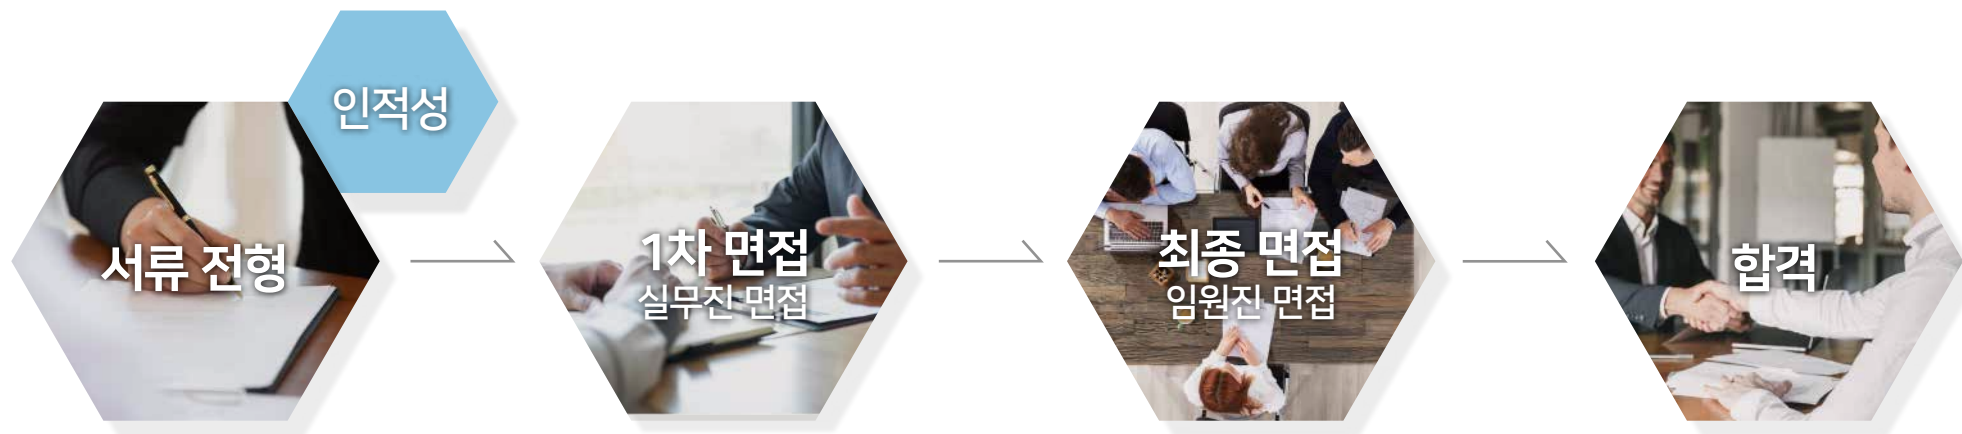 인적성
서류 전형
1차 면접
실무진 면접
최종 면접
임원진 면접
합격